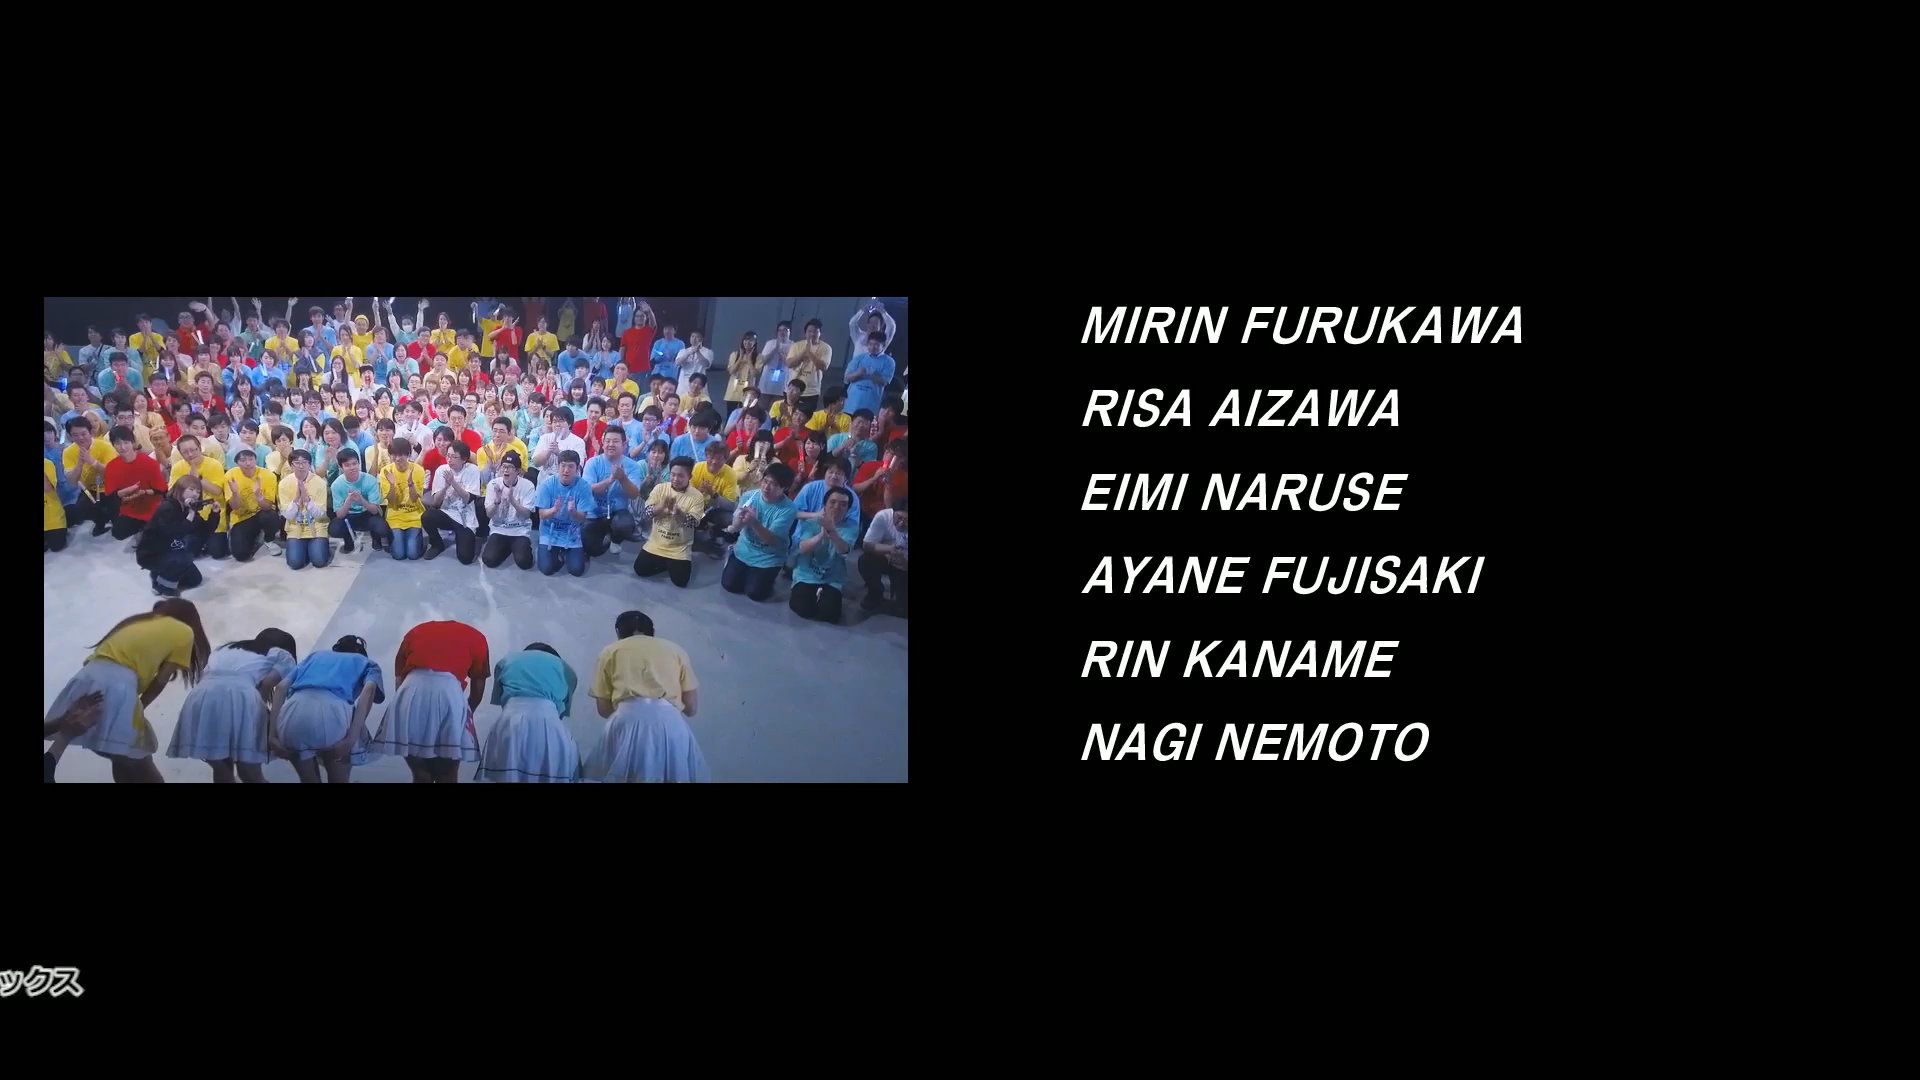 MIRIN FURUKAWA
RISA AIZAWA
EIMI NARUSE
AYANE FUJISAKI
RIN KANAME
NAGI NEMOTO
ックス